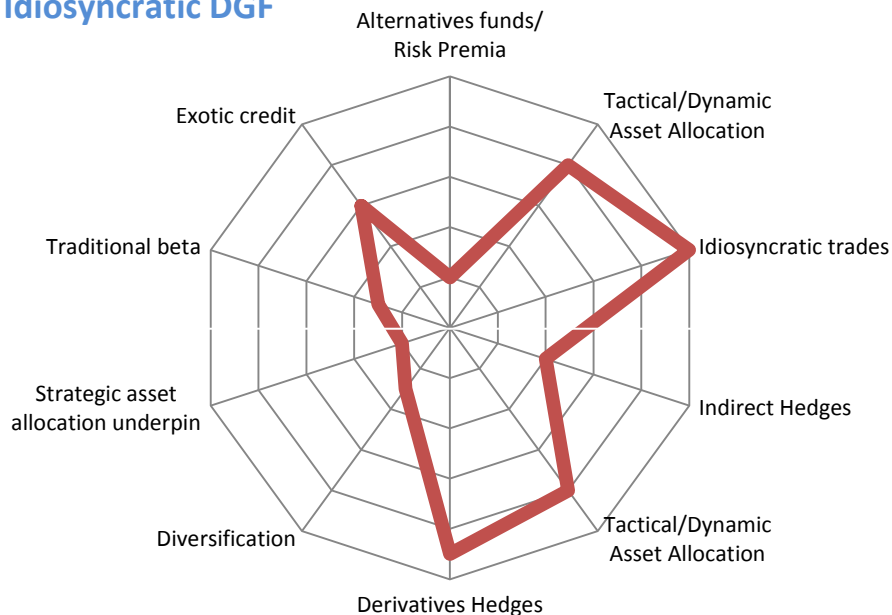 Idiosyncratic DGF
Alternatives funds/
Risk Premia
Tactical/Dynamic
Asset Allocation
Idiosyncratic trades
Indirect Hedges
Tactical/Dynamic
Asset Allocation
Derivatives Hedges
Diversification
Strategic asset
allocation underpin
Traditional beta
Exotic credit